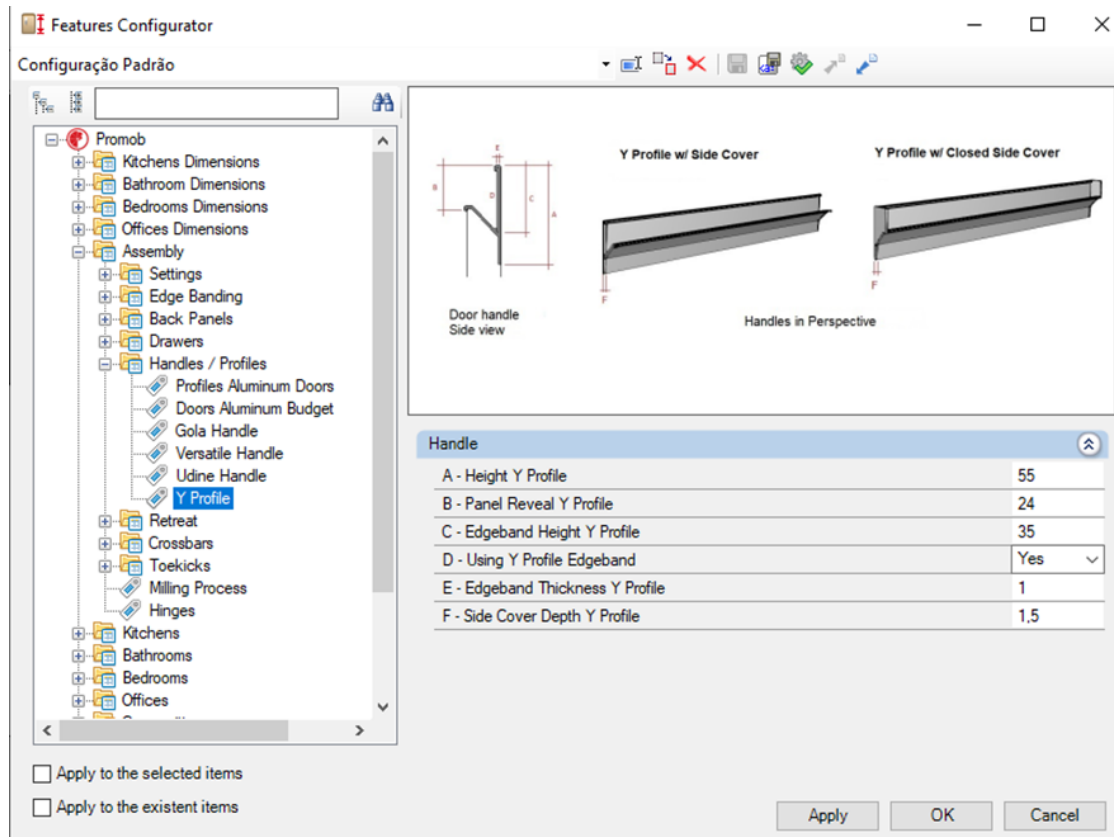 Features Configurator
Configuração Padrão
Promob
Kitchens Dimensions
Bathroom Dimensions
Bedrooms Dimensions
Offices Dimensions
Assembly
Settings
Edge Banding
Back Panels
Drawers
Handles / Profiles
Profiles Aluminum Doors
Doors Aluminum Budget
Gola Handle
Versatile Handle
Udine Handle
Y Profile
Retreat
Crossbars
Toekicks
Milling Process
Hinges
Kitchens
Bathrooms
Bedrooms
Offices
E
B
D
C
A
Door handle
Side view
Y Profile w/ Side Cover
F
Y Profile w/ Closed Side Cover
F
Handles in Perspective
Handle
A - Height Y Profile 55
B - Panel Reveal Y Profile 24
C - Edgeband Height Y Profile 35
D - Using Y Profile Edgeband Yes
E - Edgeband Thickness Y Profile 1
F - Side Cover Depth Y Profile 1,5
Apply to the selected items
Apply to the existent items
Apply OK Cancel